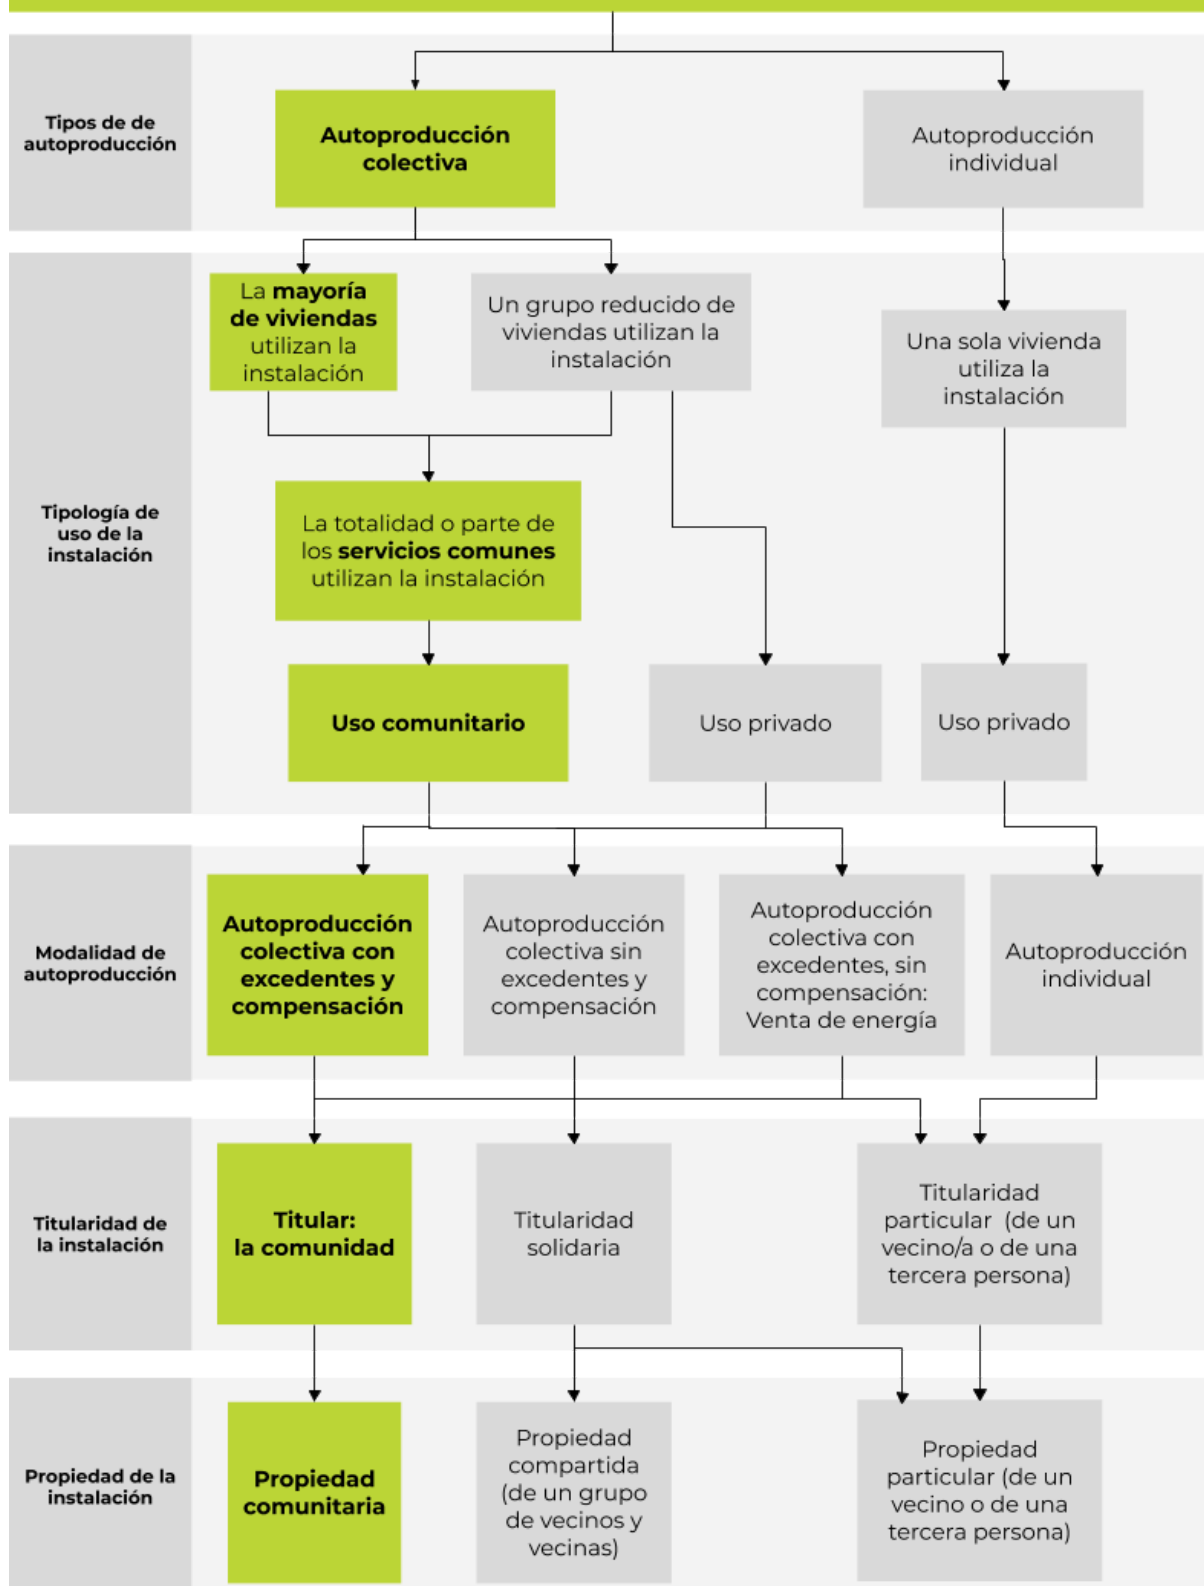 Tipos de de
autoproducción
Autoproducción
colectiva
Autoproducción
individual
Tipología de
uso de la
instalación
La mayoría
de viviendas
utilizan la
instalación
Un grupo reducido de
viviendas utilizan la
instalación
Una sola vivienda
utiliza la
instalación
La totalidad o parte de
los servicios comunes
utilizan la instalación
Uso comunitario
Uso privado
Uso privado
Modalidad de
autoproducción
Autoproducción
colectiva con
excedentes y
compensación
Autoproducción
colectiva sin
excedentes y
compensación
Autoproducción
colectiva con
excedentes, sin
compensación:
Venta de energía
Autoproducción
individual
Titularidad de
la instalación
Titular:
la comunidad
Titularidad
solidaria
Titularidad
particular (de un
vecino/a o de una
tercera persona)
Propiedad de la
instalación
Propiedad
comunitaria
Propiedad
compartida
(de un grupo
de vecinos y
vecinas)
Propiedad
particular (de un
vecino o de una
tercera persona)